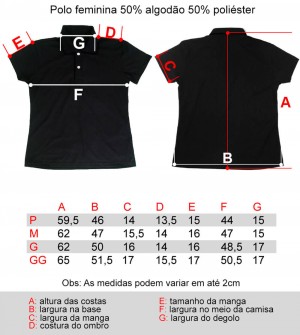 Polo feminina 50% algodão 50% poliéster
E
D
G
F
C
A
B
A B C D E F G
P 59,5 46 14 13,5 15 44 15
M 62 47 15,5 14 16 47 15
G 62 50 16 14 16 48,5 17
GG 65 51,5 17 15,5 17 50,5 17
Obs: As medidas podem variar em até 2cm
A: altura das costas
B: largura na base
C: largura da manga
D: costura do ombro
E: tamanho da manga
F: largura no meio da camisa
G: largura do degolo